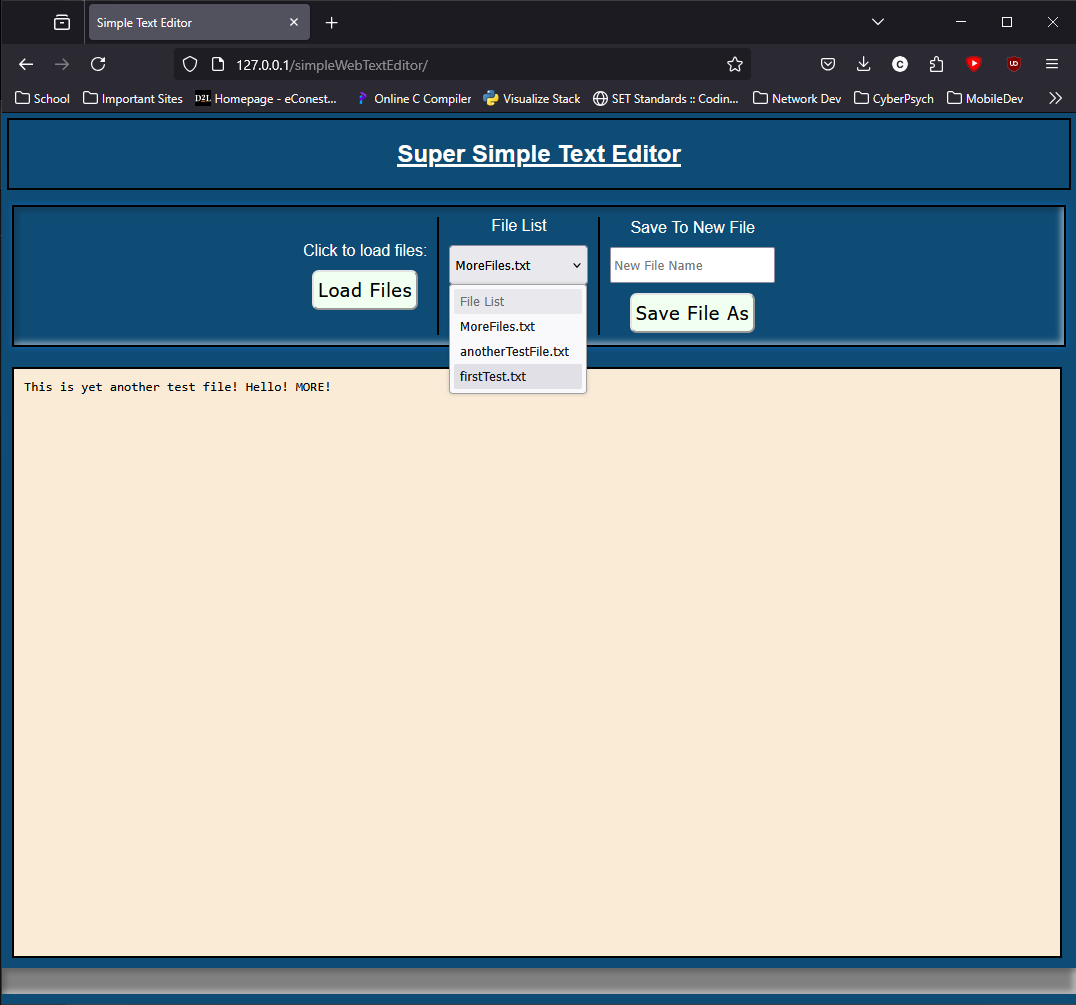 Simple Text Editor
127.0.0.1/simpleWebTextEditor/
School Important Sites D2L Homepage - eConest... Online C Compiler Visualize Stack SET Standards :: Codin... Network Dev CyberPsych MobileDev
Super Simple Text Editor
Click to load files:
Load Files
File List
MoreFiles.txt
File List
MoreFiles.txt
anotherTestFile.txt
firstTest.txt
Save To New File
New File Name
Save File As
This is yet another test file! Hello! MORE!